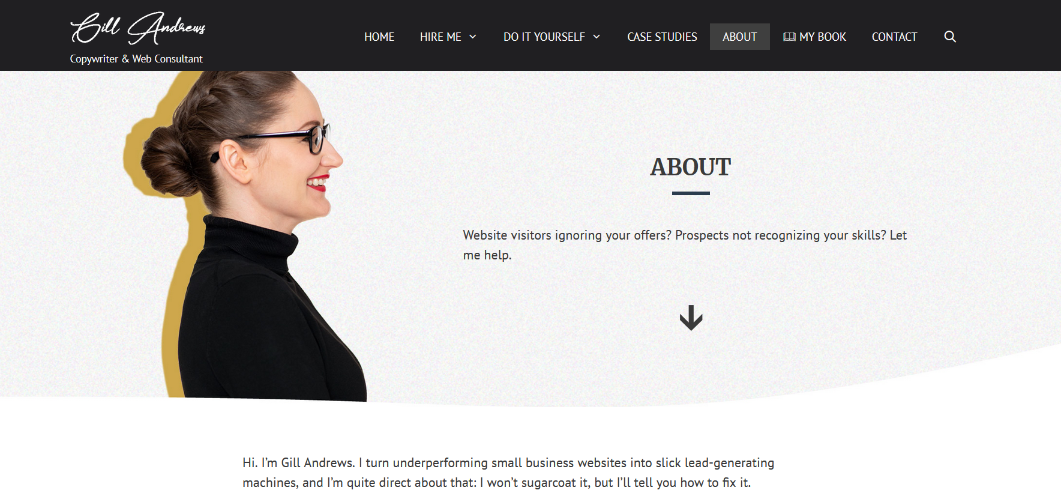 Gill Andrews
Copywriter & Web Consultant
HOME HIRE ME DO IT YOURSELF CASE STUDIES ABOUT MY BOOK CONTACT
ABOUT
Website visitors ignoring your offers? Prospects not recognizing your skills? Let
me help.
Hi. I'm Gill Andrews. I turn underperforming small business websites into slick lead-generating
machines, and I'm quite direct about that: I won't sugarcoat it, but I'll tell you how to fix it.